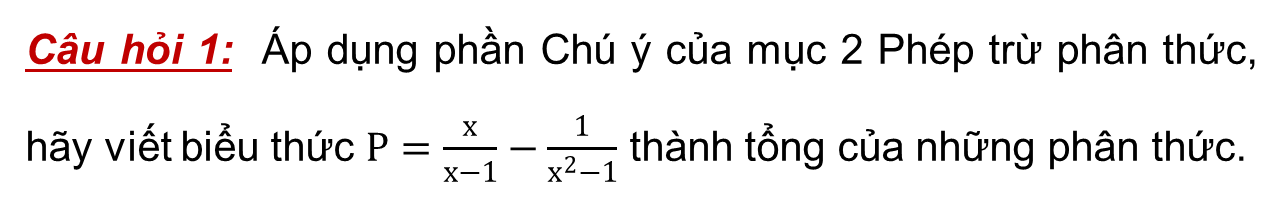 Câu hỏi 1: Áp dụng phần Chú ý của mục 2 Phép trừ phân thức,
hãy viết biểu thức P = x/(x−1) − 1/(x²−1) thành tổng của những phân thức.